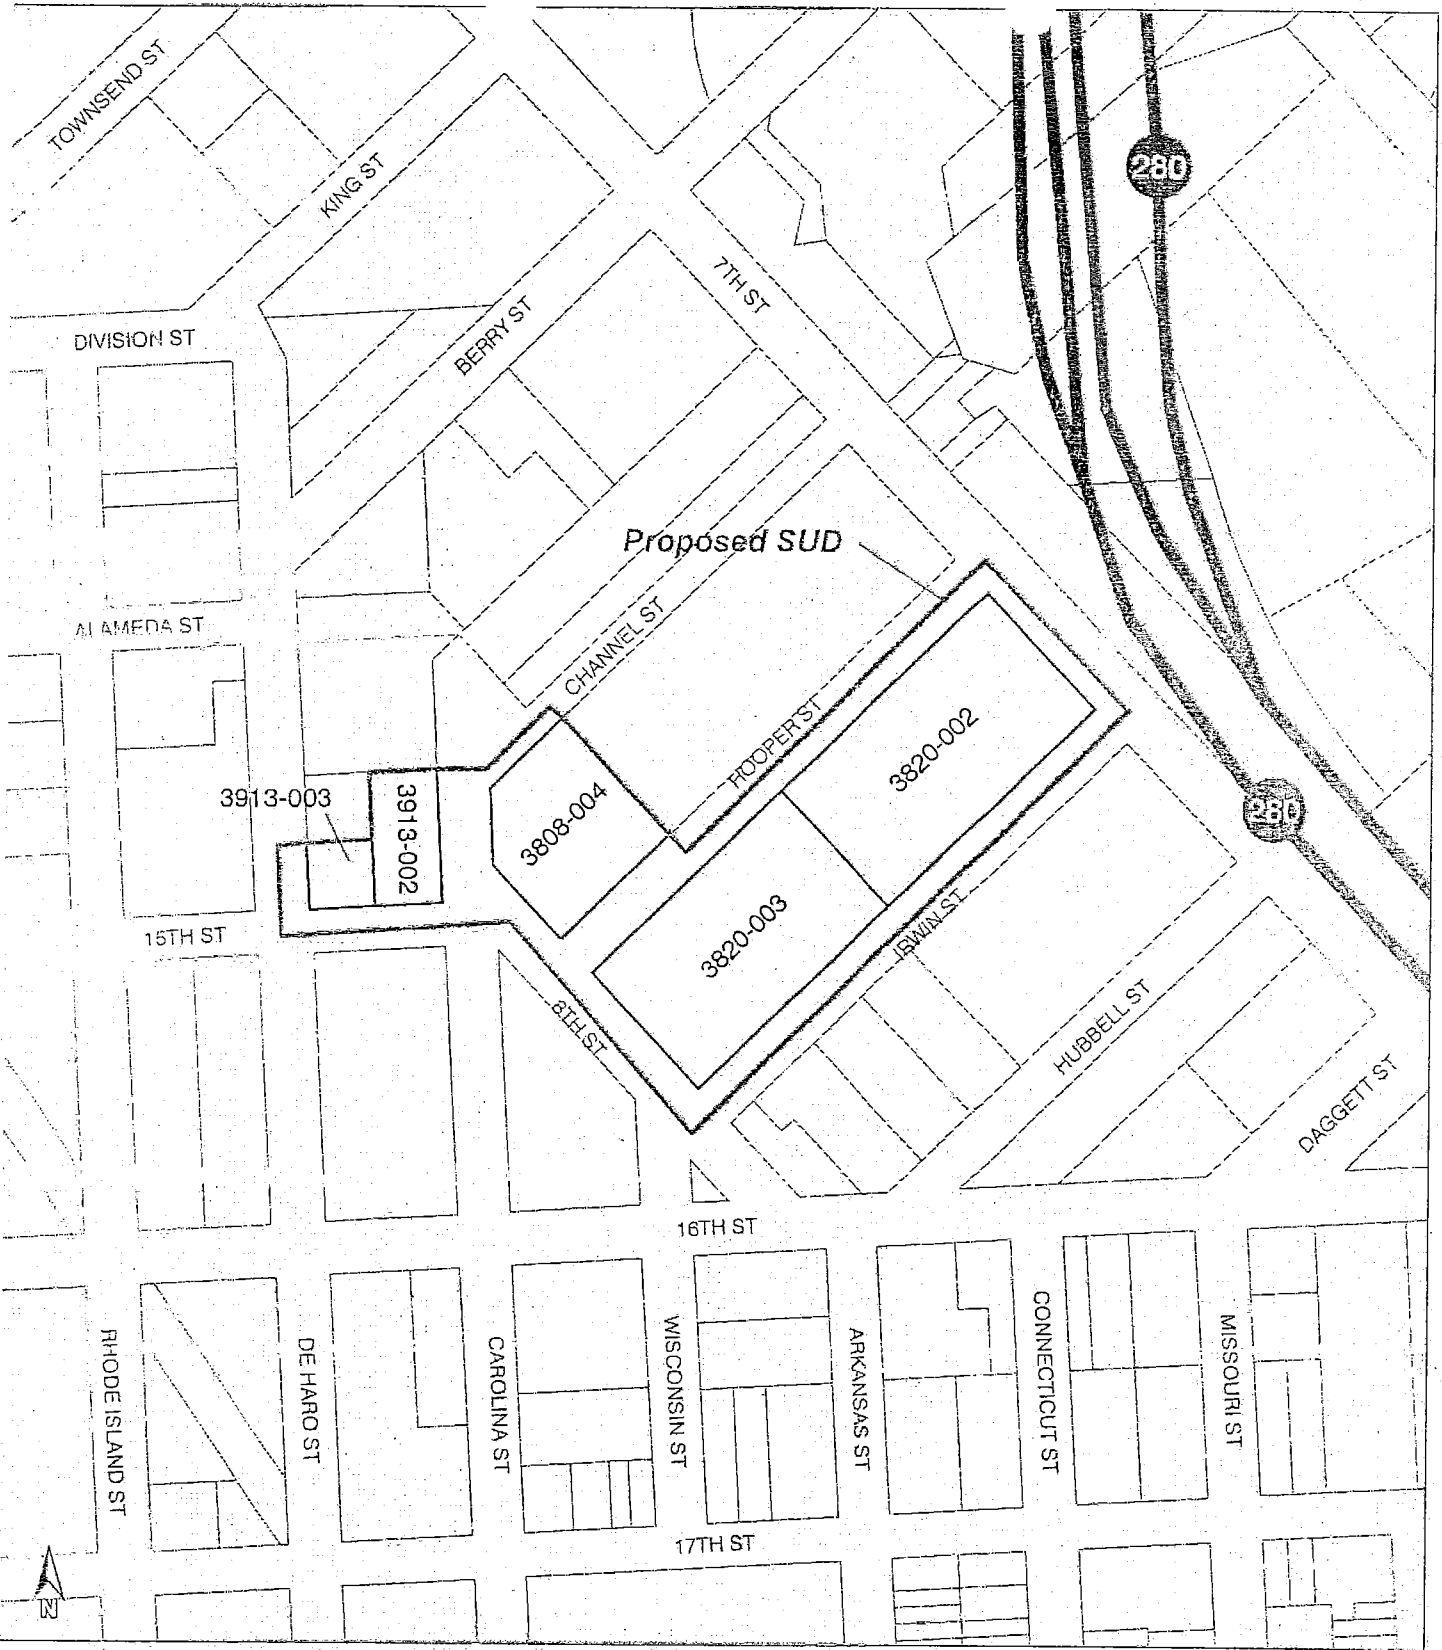 TOWNSEND ST
280
KING ST
7TH ST
DIVISION ST
BERRY ST
Proposed SUD
ALAMEDA ST
CHANNEL ST
HOOPER ST
3820-002
3913-003
3913-002
3808-004
280
3820-003
IRWIN ST
15TH ST
8TH ST
HUBBELL ST
DAGGETT ST
16TH ST
RHODE ISLAND ST
DE HARO ST
CAROLINA ST
WISCONSIN ST
ARKANSAS ST
CONNECTICUT ST
MISSOURI ST
17TH ST
N